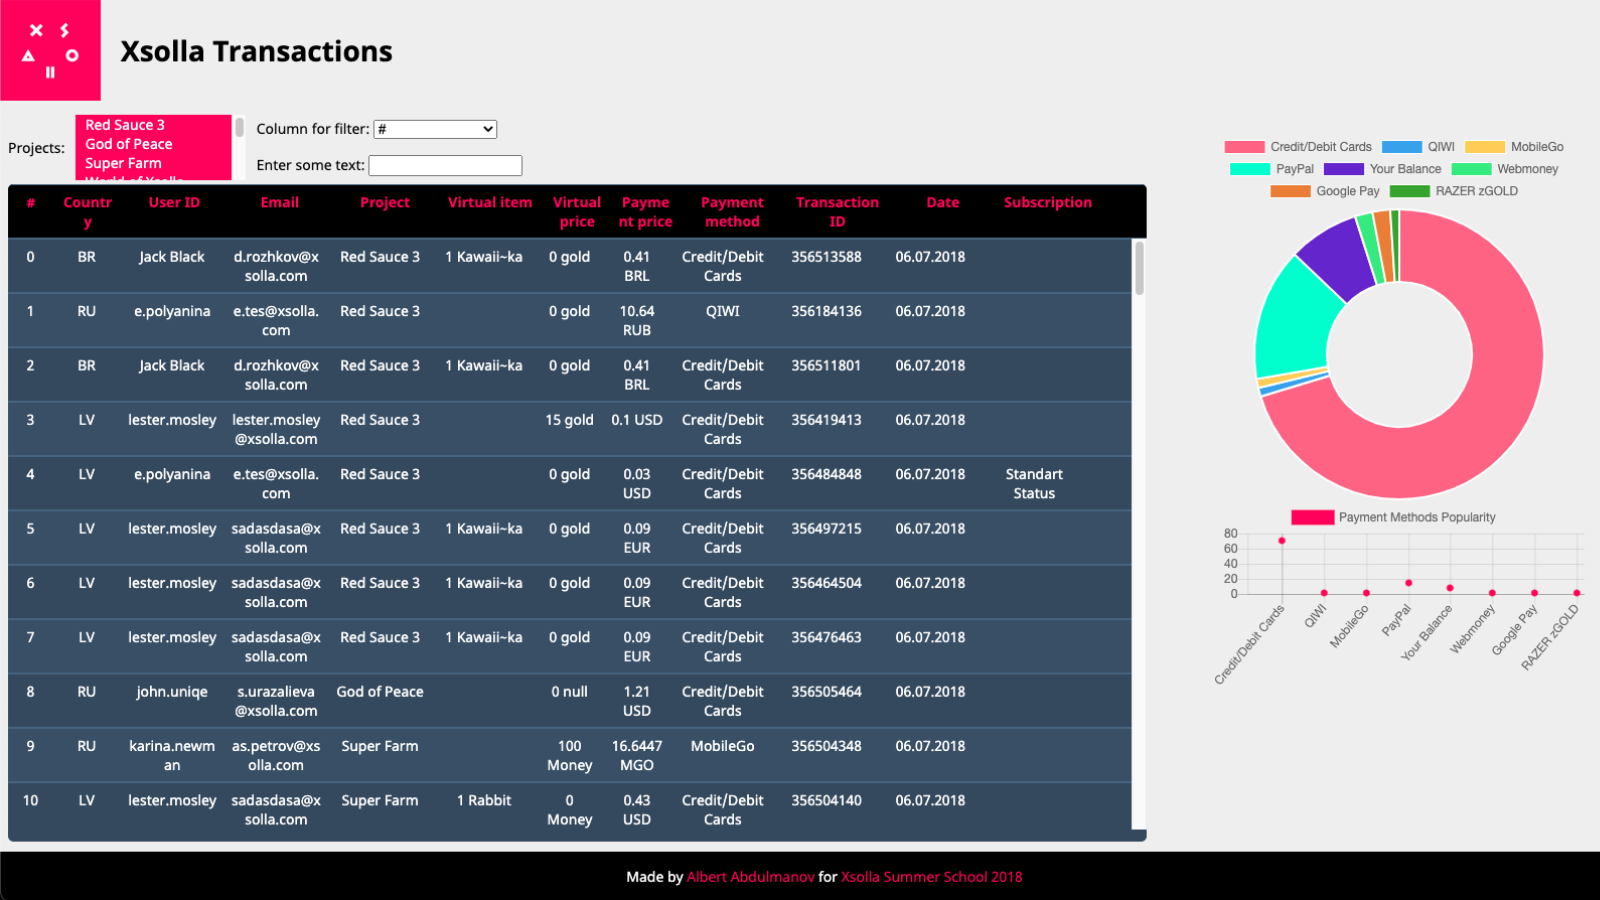 XS
Xsolla Transactions
Projects:
Red Sauce 3
God of Peace
Super Farm
World of Xsolla
Column for filter: #
Enter some text:
# Country User ID Email Project Virtual item Virtual price Payment price Payment method Transaction ID Date Subscription
0 BR Jack Black d.rozhkov@xsolla.com Red Sauce 3 1 Kawaii~ka 0 gold 0.41 BRL Credit/Debit Cards 356513588 06.07.2018
1 RU e.polyanina e.tes@xsolla.com Red Sauce 3 0 gold 10.64 RUB QIWI 356184136 06.07.2018
2 BR Jack Black d.rozhkov@xsolla.com Red Sauce 3 1 Kawaii~ka 0 gold 0.41 BRL Credit/Debit Cards 356511801 06.07.2018
3 LV lester.mosley lester.mosley@xsolla.com Red Sauce 3 15 gold 0.1 USD Credit/Debit Cards 356419413 06.07.2018
4 LV e.polyanina e.tes@xsolla.com Red Sauce 3 0 gold 0.03 USD Credit/Debit Cards 356484848 06.07.2018 Standart Status
5 LV lester.mosley sadasdasa@xsolla.com Red Sauce 3 1 Kawaii~ka 0 gold 0.09 EUR Credit/Debit Cards 356497215 06.07.2018
6 LV lester.mosley sadasdasa@xsolla.com Red Sauce 3 1 Kawaii~ka 0 gold 0.09 EUR Credit/Debit Cards 356464504 06.07.2018
7 LV lester.mosley sadasdasa@xsolla.com Red Sauce 3 1 Kawaii~ka 0 gold 0.09 EUR Credit/Debit Cards 356476463 06.07.2018
8 RU john.uniqe s.urazalieva@xsolla.com God of Peace 0 null 1.21 USD Credit/Debit Cards 356505464 06.07.2018
9 RU karina.newman as.petrov@xsolla.com Super Farm 100 Money 16.6447 MGO MobileGo 356504348 06.07.2018
10 LV lester.mosley sadasdasa@xsolla.com Super Farm 1 Rabbit 0 Money 0.43 USD Credit/Debit Cards 356504140 06.07.2018
Credit/Debit Cards QIWI MobileGo
PayPal Your Balance Webmoney
Google Pay RAZER zGOLD
Payment Methods Popularity
80
60
40
20
0
Credit/Debit Cards QIWI MobileGo PayPal Your Balance Webmoney Google Pay RAZER zGOLD
Made by Albert Abdulmanov for Xsolla Summer School 2018